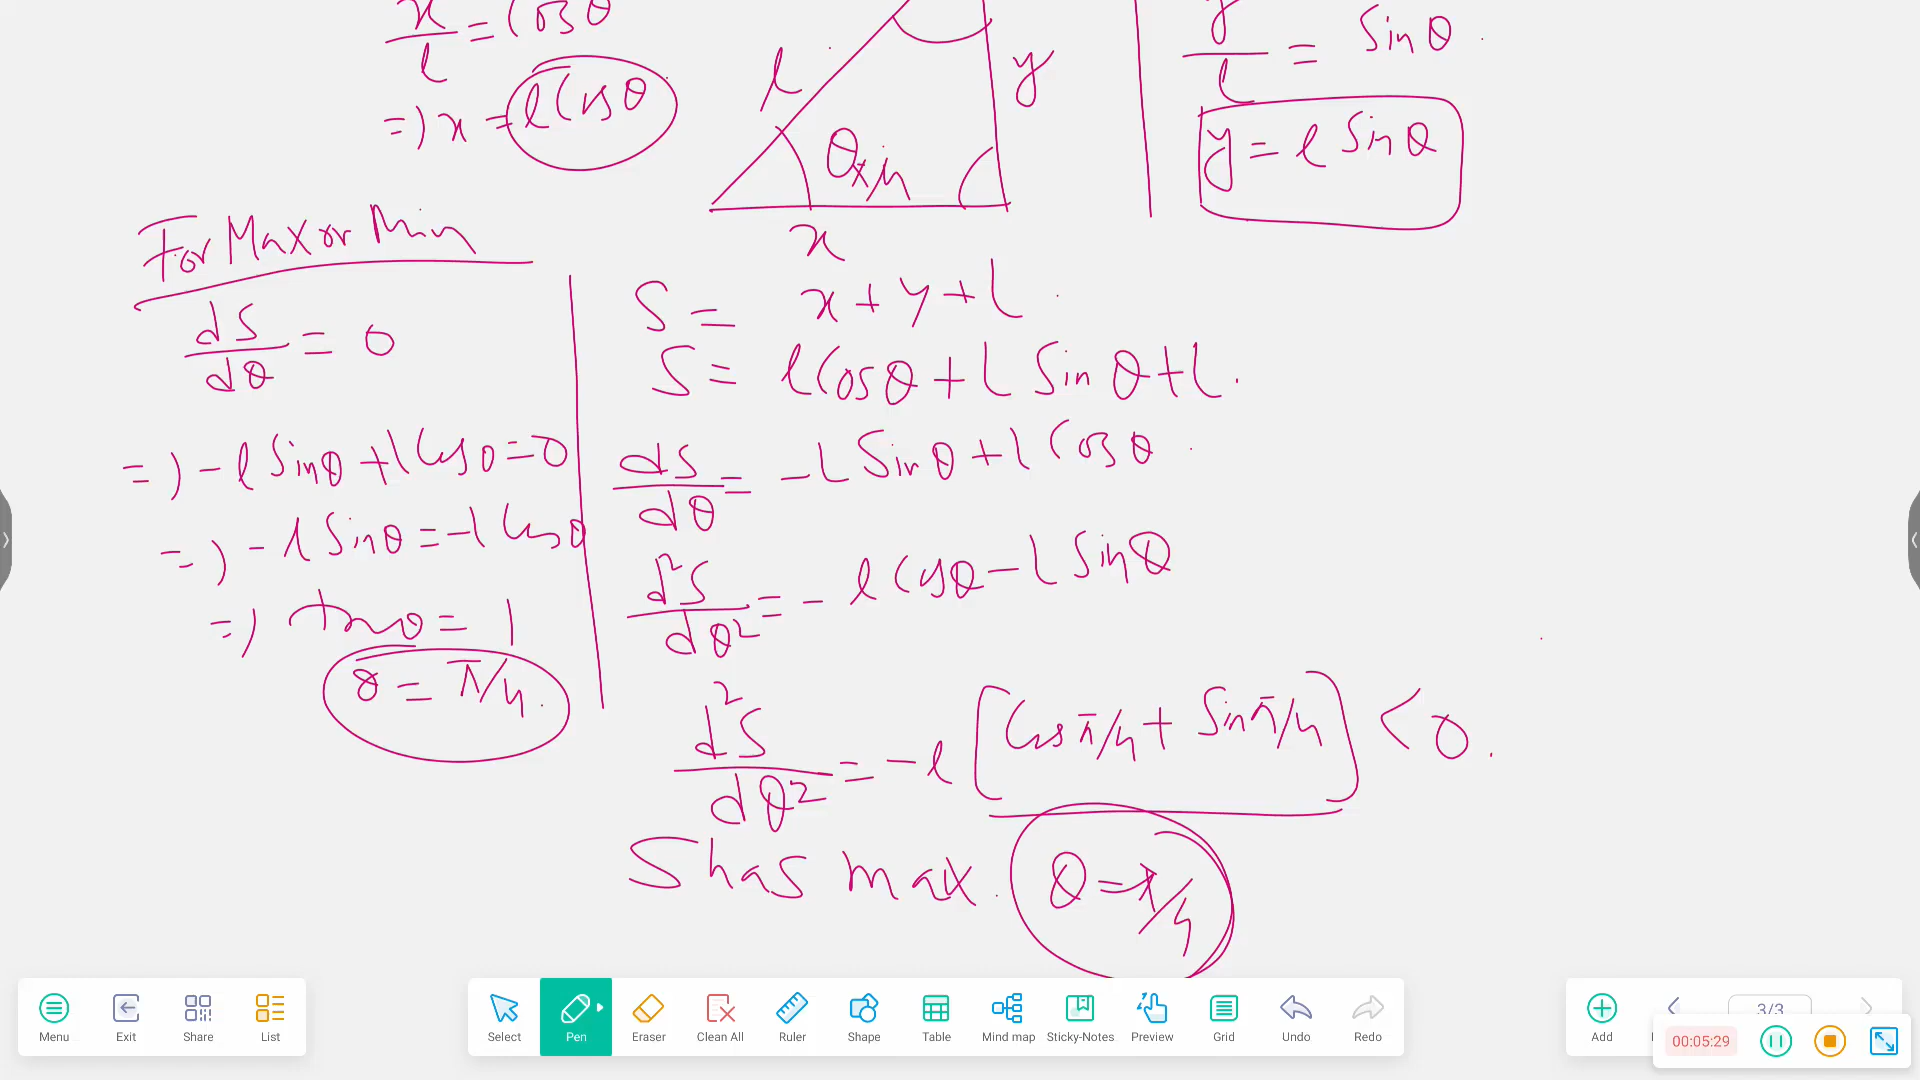 x/l = Cosθ
=) x = l Cosθ
l
y
θ
π/4
x
y/l = Sinθ
y = l Sinθ
For Max or Min
dS/dθ = 0
=) - l Sinθ + l Cosθ = 0
=) - l Sinθ = - l Cosθ
=) tanθ = 1
θ = π/4.
S = x + y + l.
S = l Cosθ + l Sinθ + l.
dS/dθ = - l Sinθ + l Cosθ.
d²S/dθ² = - l Cosθ - l Sinθ
d²S/dθ² = - l [Cos π/4 + Sin π/4] < 0.
S has max. θ = π/4
Menu Exit Share List
Select Pen Eraser Clean All Ruler Shape Table Mind map Sticky-Notes Preview Grid Undo Redo
Add 3/3
00:05:29